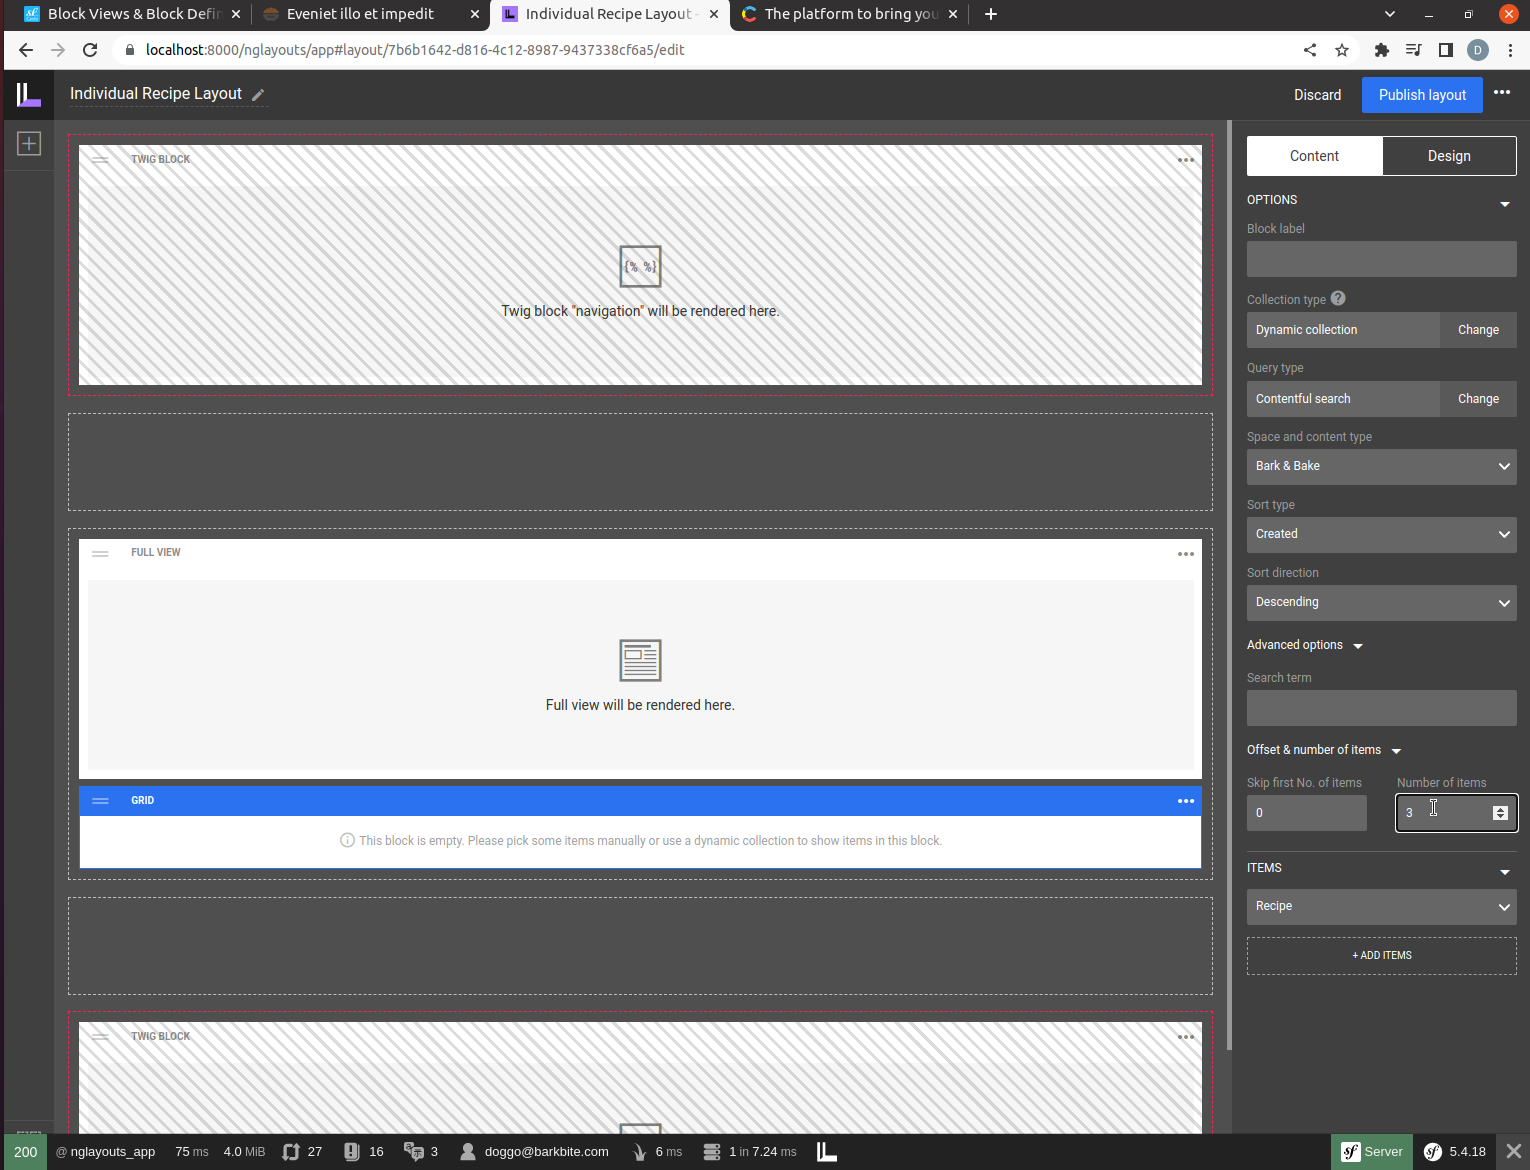 Block Views & Block Defi
Eveniet illo et impedit
Individual Recipe Layout
The platform to bring you
localhost:8000/nglayouts/app#layout/7b6b1642-d816-4c12-8987-9437338cf6a5/edit
D
Individual Recipe Layout
Discard
Publish layout
TWIG BLOCK
{% %}
Twig block "navigation" will be rendered here.
FULL VIEW
Full view will be rendered here.
GRID
This block is empty. Please pick some items manually or use a dynamic collection to show items in this block.
TWIG BLOCK
Content
Design
OPTIONS
Block label
Collection type ?
Dynamic collection
Change
Query type
Contentful search
Change
Space and content type
Bark & Bake
Sort type
Created
Sort direction
Descending
Advanced options
Search term
Offset & number of items
Skip first No. of items
Number of items
0
3
ITEMS
Recipe
+ ADD ITEMS
200 @ nglayouts_app 75 ms 4.0 MiB 27 16 3 doggo@barkbite.com 6 ms 1 in 7.24 ms sf Server sf 5.4.18